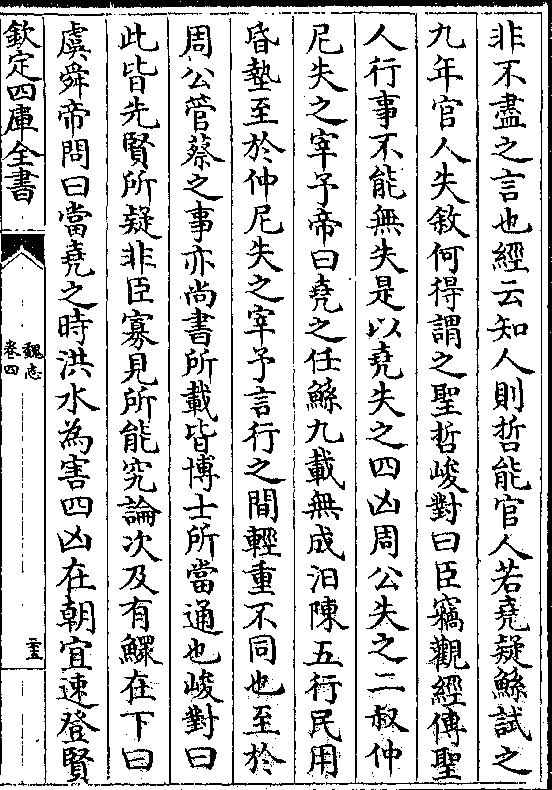 非不盡之言也經云知人則哲能官人若堯疑鯀試之
九年官人失敘何得謂之聖哲峻對曰臣竊觀經傳聖
人行事不能無失是以堯失之四凶周公失之二叔仲
尼失之宰予帝曰堯之任鯀九載無成汩陳五行民用
昏墊至於仲尼失之宰予言行之間輕重不同也至於
周公管蔡之事亦尚書所載皆博士所當通也峻對曰
此皆先賢所疑非臣寡見所能究論次及有鰥在下曰
虞舜帝問曰當堯之時洪水為害四凶在朝宜速登賢
欽定四庫全書
魏志
卷四
二十五